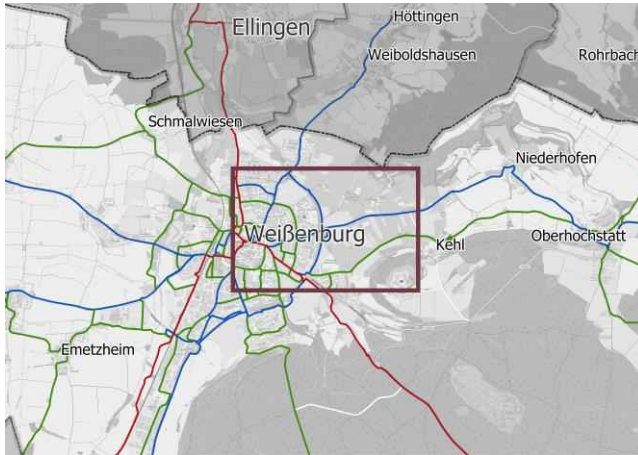 Höttingen
Ellingen
Weiboldshausen
Rohrbach
Schmalwiesen
Niederhofen
Weißenburg
Oberhochstatt
Kehl
Emetzheim